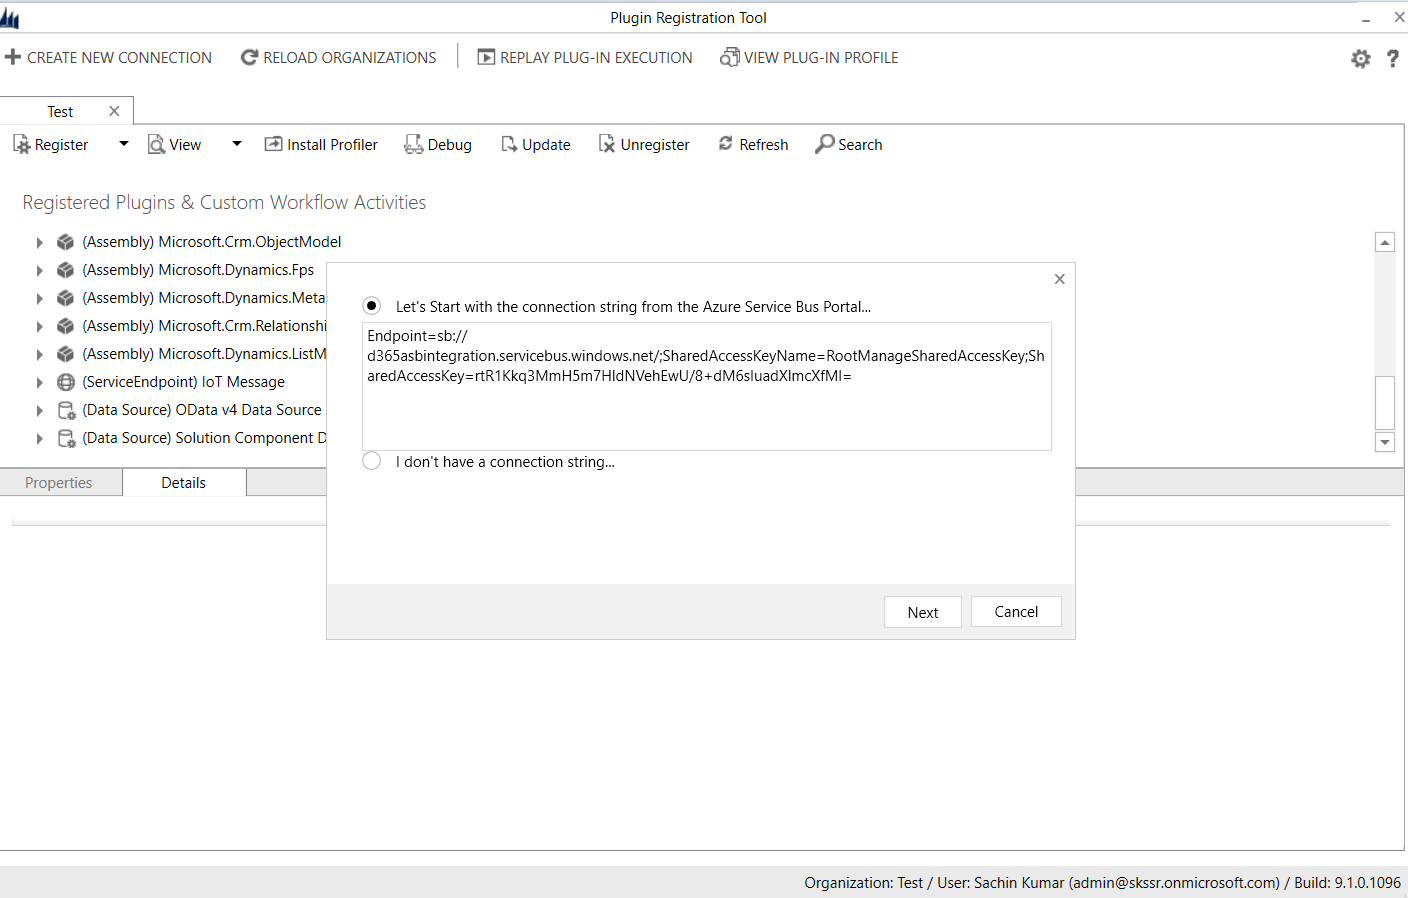 Plugin Registration Tool
CREATE NEW CONNECTION RELOAD ORGANIZATIONS REPLAY PLUG-IN EXECUTION VIEW PLUG-IN PROFILE
Test
Register View Install Profiler Debug Update Unregister Refresh Search
Registered Plugins & Custom Workflow Activities
(Assembly) Microsoft.Crm.ObjectModel
(Assembly) Microsoft.Dynamics.Fps
(Assembly) Microsoft.Dynamics.Meta
(Assembly) Microsoft.Crm.Relationshi
(Assembly) Microsoft.Dynamics.ListM
(ServiceEndpoint) IoT Message
(Data Source) OData v4 Data Source
(Data Source) Solution Component D
Let's Start with the connection string from the Azure Service Bus Portal...
Endpoint=sb://
d365asbintegration.servicebus.windows.net/;SharedAccessKeyName=RootManageSharedAccessKey;Sh
aredAccessKey=rtR1Kkq3MmH5m7HIdNVehEwU/8+dM6sIuadXImcXfMI=
I don't have a connection string...
Next Cancel
Properties Details
Organization: Test / User: Sachin Kumar (admin@skssr.onmicrosoft.com) / Build: 9.1.0.1096